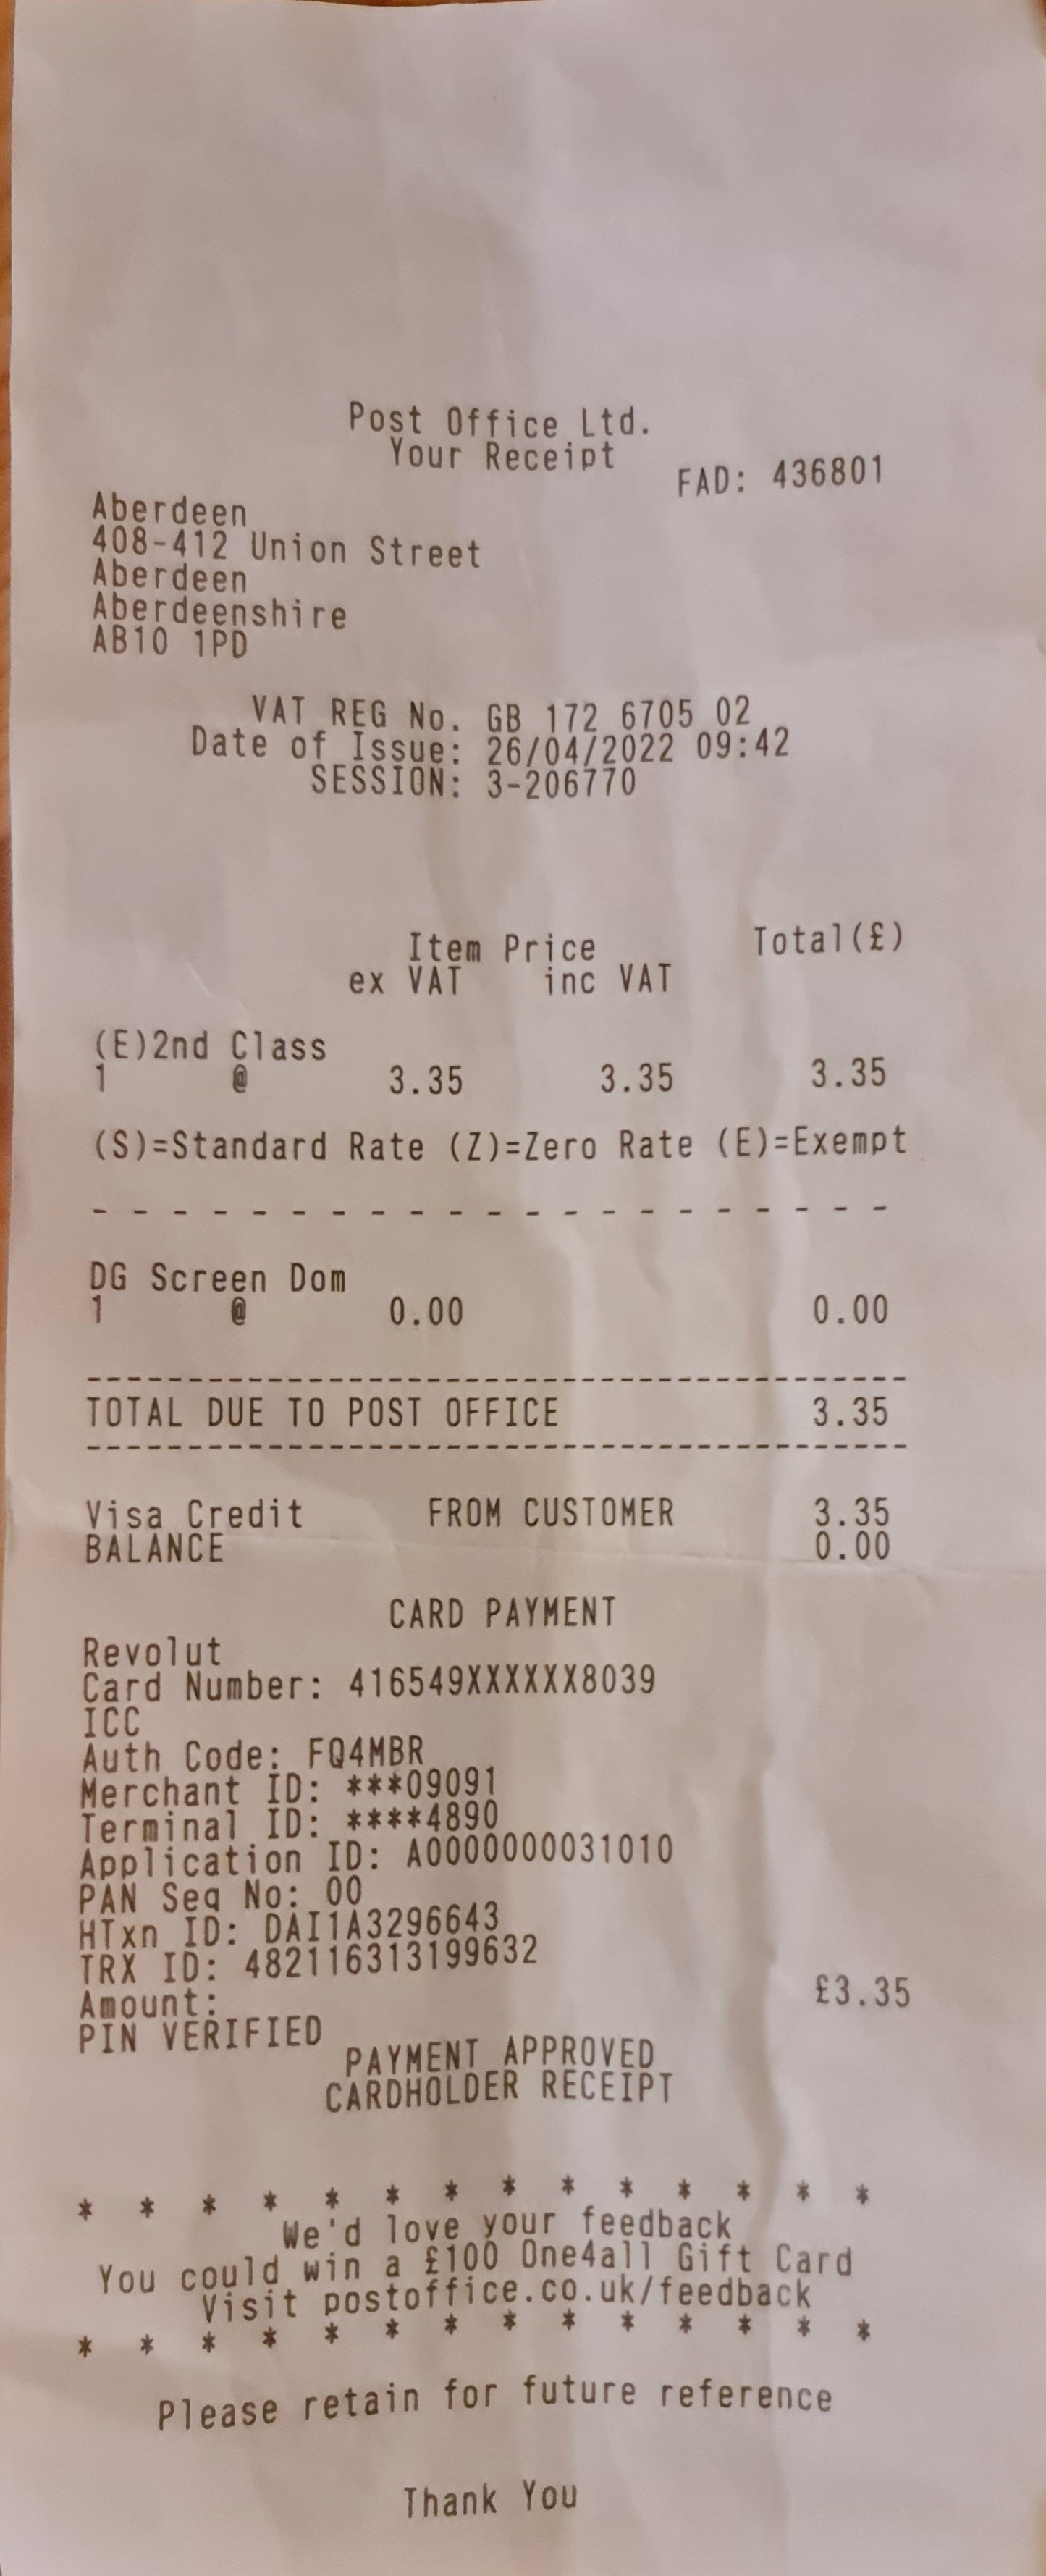 Post Office Ltd.
Your Receipt
FAD: 436801
Aberdeen
408-412 Union Street
Aberdeen
Aberdeenshire
AB10 1PD
VAT REG No. GB 172 6705 02
Date of Issue: 26/04/2022 09:42
SESSION: 3-206770
Item Price Total(£)
ex VAT inc VAT
(E)2nd Class
1 @ 3.35 3.35 3.35
(S)=Standard Rate (Z)=Zero Rate (E)=Exempt
- - - - - - - - - - - - - - - - - - - - -
DG Screen Dom
1 @ 0.00 0.00
-----------------------------------------
TOTAL DUE TO POST OFFICE 3.35
-----------------------------------------
Visa Credit FROM CUSTOMER 3.35
BALANCE 0.00
CARD PAYMENT
Revolut
Card Number: 416549XXXXXX8039
ICC
Auth Code: FQ4MBR
Merchant ID: ***09091
Terminal ID: ****4890
Application ID: A0000000031010
PAN Seq No: 00
HTxn ID: DAI1A3296643
TRX ID: 482116313199632
Amount: £3.35
PIN VERIFIED
PAYMENT APPROVED
CARDHOLDER RECEIPT
* * * * * * * * * * * * * *
We'd love your feedback
You could win a £100 One4all Gift Card
Visit postoffice.co.uk/feedback
* * * * * * * * * * * * * *
Please retain for future reference
Thank You